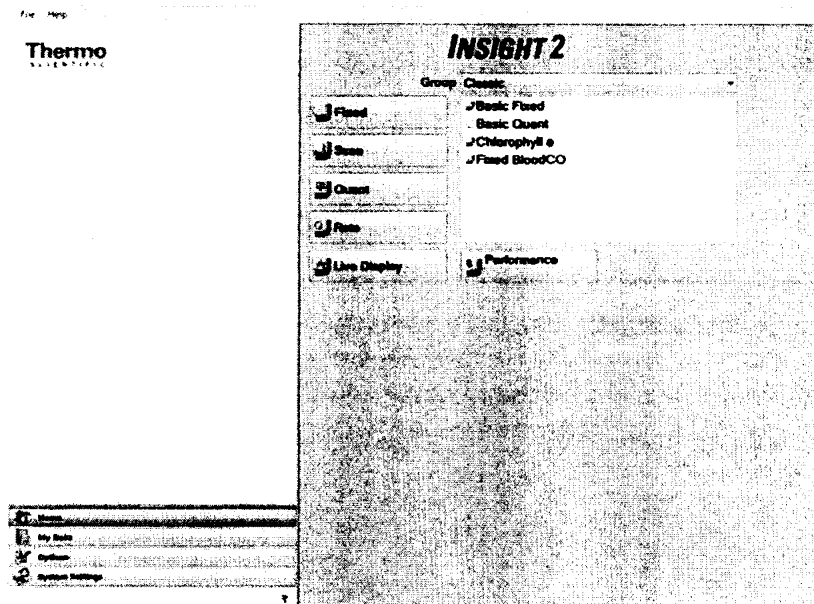 File Help
Thermo
SCIENTIFIC
INSIGHT 2
Group Classic
Fixed
Scan
Quant
Rate
Live Display
Basic Fixed
Basic Quant
Chlorophyll a
Fixed BloodCO
Performance
Home
My Data
Options
System Settings